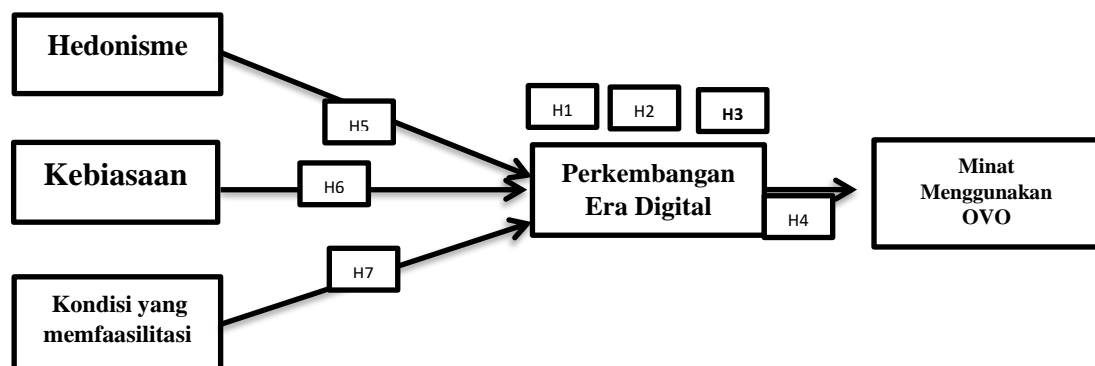 Hedonisme
H5
H1
H2
H3
Kebiasaan
H6
Perkembangan
Era Digital
H4
Minat
Menggunakan
OVO
H7
Kondisi yang
memfaasilitasi